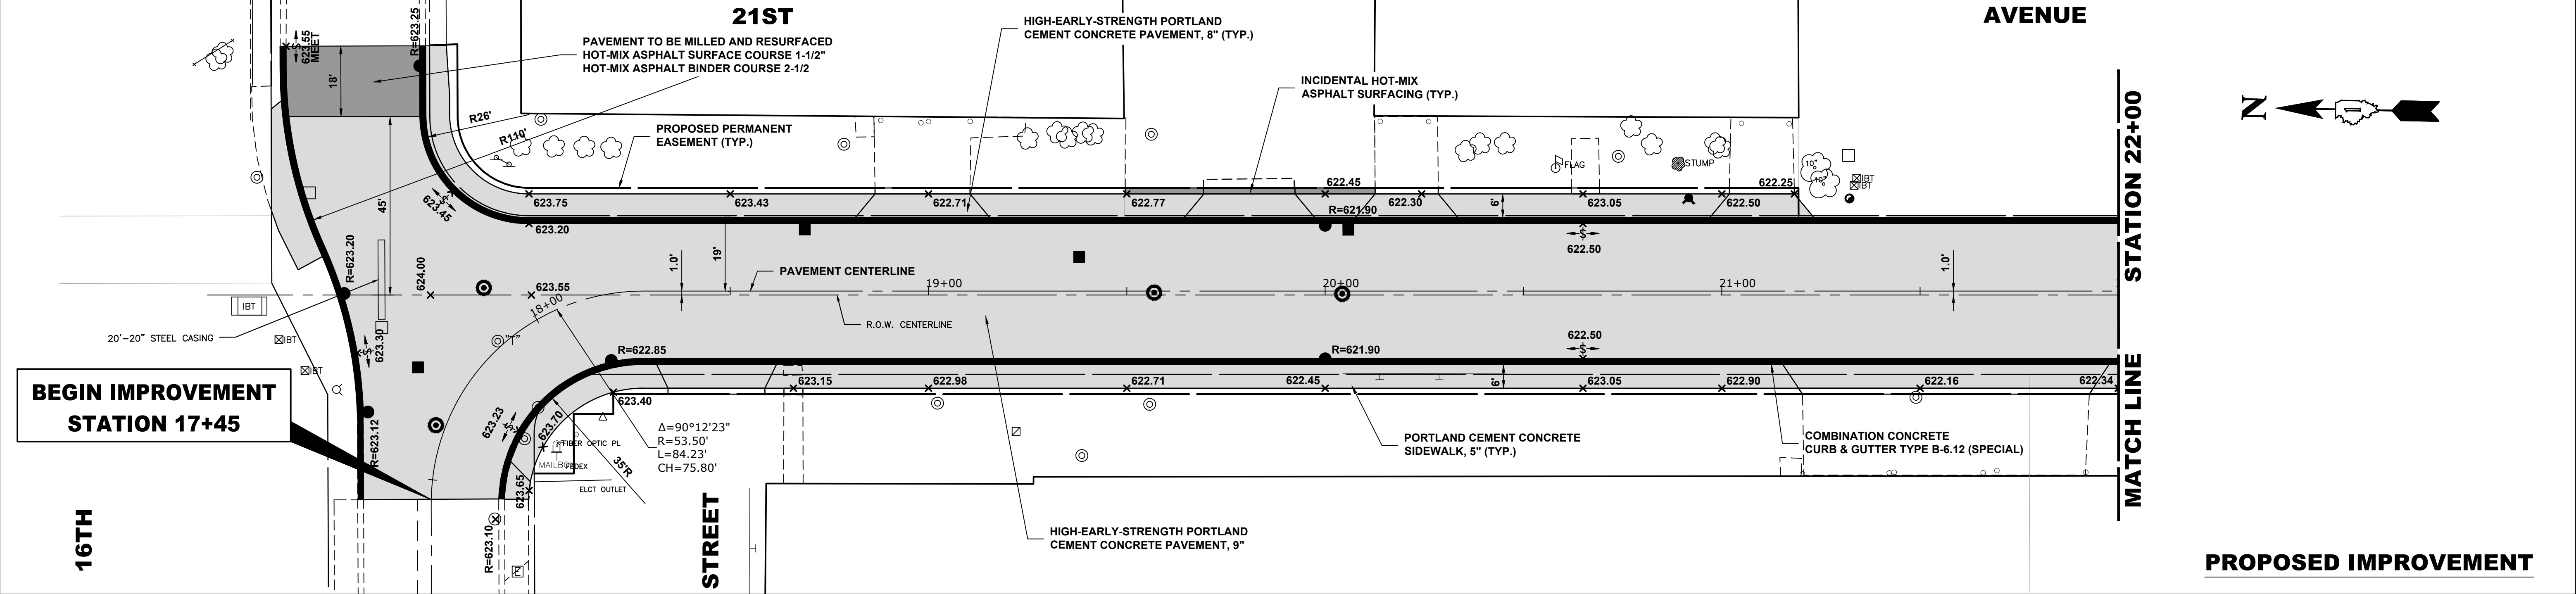 21ST
AVENUE
623.55
MEET
R=623.25
18'
PAVEMENT TO BE MILLED AND RESURFACED
HOT-MIX ASPHALT SURFACE COURSE 1-1/2"
HOT-MIX ASPHALT BINDER COURSE 2-1/2
HIGH-EARLY-STRENGTH PORTLAND
CEMENT CONCRETE PAVEMENT, 8" (TYP.)
INCIDENTAL HOT-MIX
ASPHALT SURFACING (TYP.)
N
R26'
R110'
PROPOSED PERMANENT
EASEMENT (TYP.)
FLAG
STUMP
10"
10"
IBT
IBT
S
623.45
45'
623.75
623.43
622.71
622.77
622.45
622.30
623.05
622.50
622.25
6'
R=621.90
623.20
S
622.50
R=623.20
624.00
623.55
1.0'
19'
PAVEMENT CENTERLINE
18+00
19+00
20+00
21+00
1.0'
R.O.W. CENTERLINE
IBT
20'-20" STEEL CASING
IBT
IBT
S
623.30
"T"
R=622.85
R=621.90
622.50
S
BEGIN IMPROVEMENT
STATION 17+45
R=623.12
623.23
S
623.70
623.40
623.15
622.98
622.71
622.45
623.05
6'
622.90
622.16
622.34
FIBER OPTIC PL
MAILBOX
FEDEX
ELCT OUTLET
35'R
623.65
R=623.10
Δ=90°12'23"
R=53.50'
L=84.23'
CH=75.80'
PORTLAND CEMENT CONCRETE
SIDEWALK, 5" (TYP.)
COMBINATION CONCRETE
CURB & GUTTER TYPE B-6.12 (SPECIAL)
HIGH-EARLY-STRENGTH PORTLAND
CEMENT CONCRETE PAVEMENT, 9"
16TH
STREET
MATCH LINE STATION 22+00
PROPOSED IMPROVEMENT